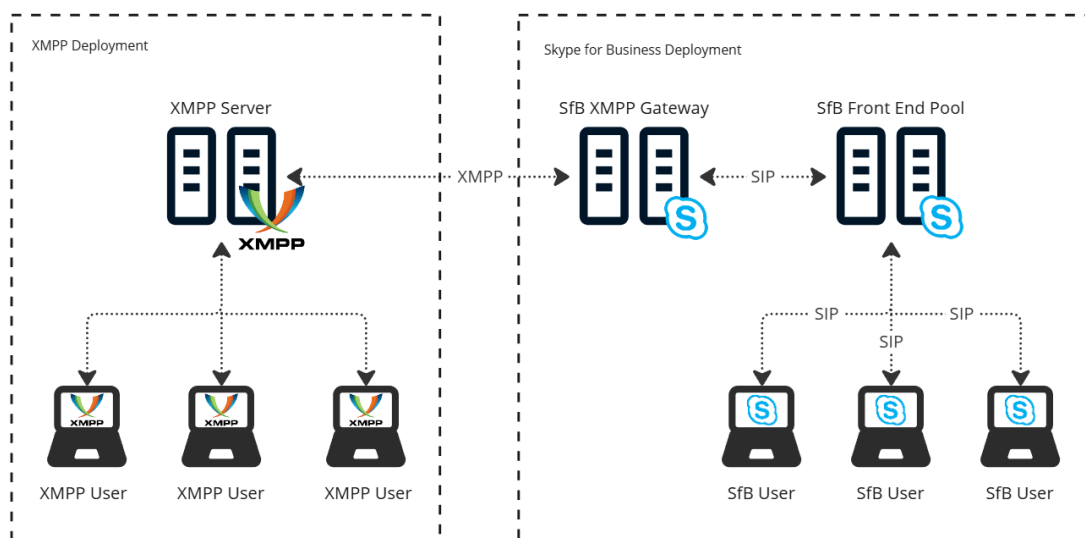 XMPP Deployment
Skype for Business Deployment
XMPP Server
SfB XMPP Gateway
SfB Front End Pool
XMPP
SIP
S
S
XMPP
SIP
SIP
SIP
XMPP
XMPP
XMPP
S
S
S
XMPP User
XMPP User
XMPP User
SfB User
SfB User
SfB User